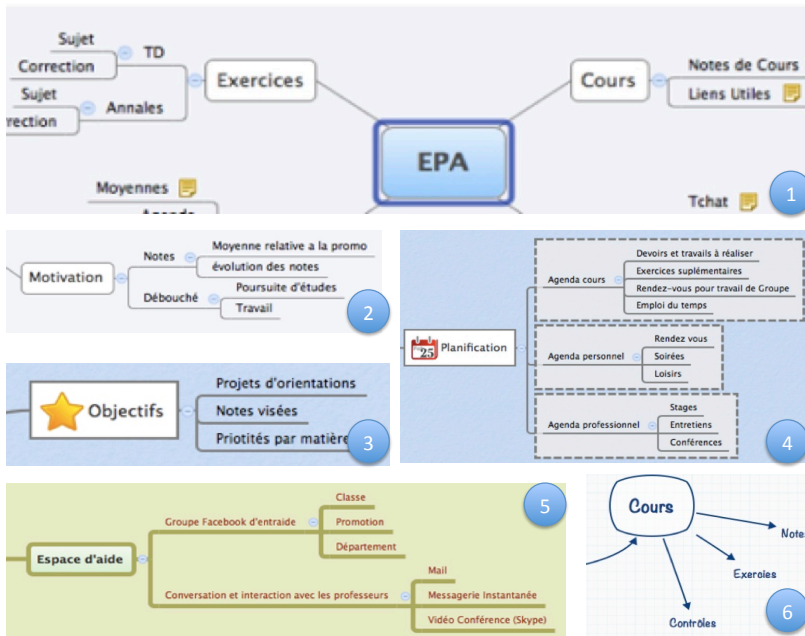 Sujet
Correction
TD
Sujet
rrection
Annales
Exercices
EPA
Cours
Notes de Cours
Liens Utiles
Moyennes
Tchat
1
Motivation
Notes
Moyenne relative a la promo
évolution des notes
Débouché
Poursuite d'études
Travail
2
Objectifs
Projets d'orientations
Notes visées
Priotités par matière
3
25
Planification
Agenda cours
Devoirs et travails à réaliser
Exercices suplémentaires
Rendez-vous pour travail de Groupe
Emploi du temps
Agenda personnel
Rendez vous
Soirées
Loisirs
Agenda professionnel
Stages
Entretiens
Conférences
4
Espace d'aide
Groupe Facebook d'entraide
Classe
Promotion
Département
Conversation et interaction avec les professeurs
Mail
Messagerie Instantanée
Vidéo Conférence (Skype)
5
Cours
Notes
Exercies
Contrôles
6